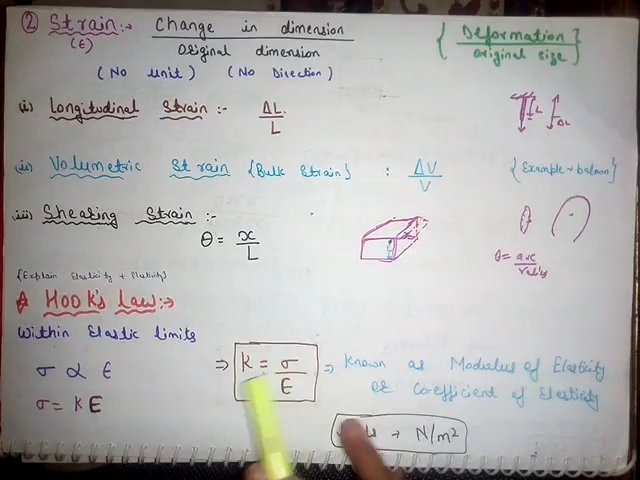 ② Strain :- Change in dimension / Original dimension
(ε)
{ Deformation / Original size }
(No unit) (No Direction)
(i) Longitudinal Strain :- ΔL / L
L ΔL
(ii) Volumetric Strain {Bulk Strain} : ΔV / V {Example ~ baloon}
(iii) Shearing Strain :-
θ = x / L
θ = arc / radius
{Explain Elasticity + Plasticity}
HOOK's Law :→
Within Elastic limits
σ ∝ ε
σ = K E
⇒ K = σ / E ⇒ Known as Modulus of Elasticity
or Coefficient of Elasticity
→ N/m²